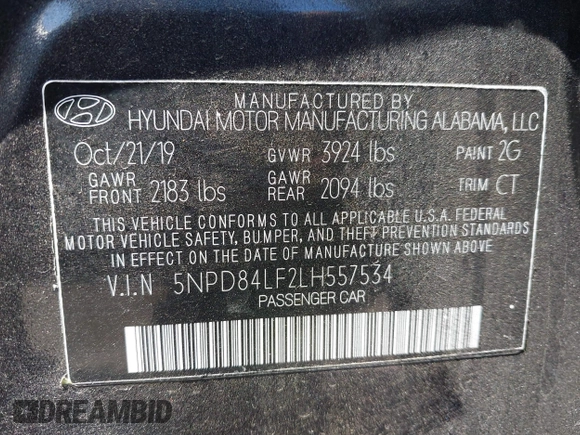 MANUFACTURED BY
HYUNDAI MOTOR MANUFACTURING ALABAMA, LLC
Oct/21/19 GVWR 3924 lbs PAINT 2G
GAWR FRONT 2183 lbs GAWR REAR 2094 lbs TRIM CT
THIS VEHICLE CONFORMS TO ALL APPLICABLE U.S.A. FEDERAL
MOTOR VEHICLE SAFETY, BUMPER, AND THEFT PREVENTION STANDARDS
IN EFFECT ON THE DATE OF MANUFACTURE SHOWN ABOVE
V.I.N 5NPD84LF2LH557534
PASSENGER CAR
DREAMBID